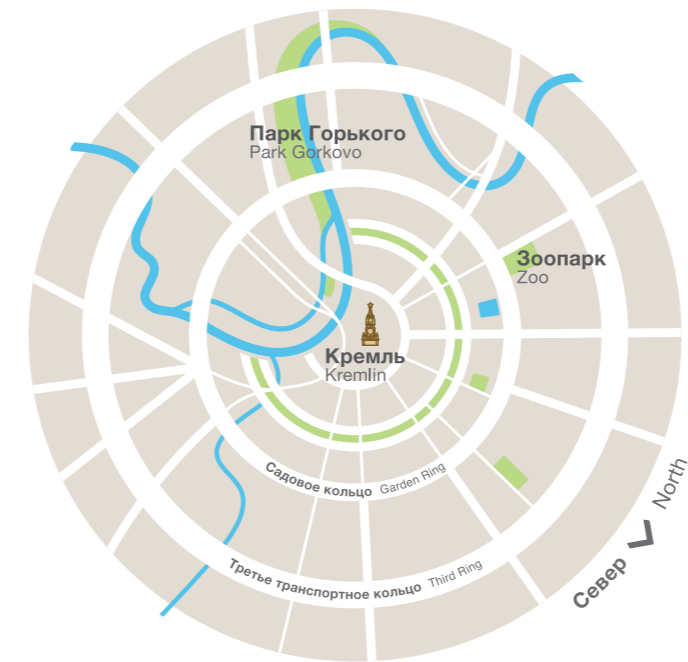 Парк Горького
Park Gorkovo
Зоопарк
Zoo
Кремль
Kremlin
Садовое кольцо Garden Ring
Третье транспортное кольцо Third Ring
Север North